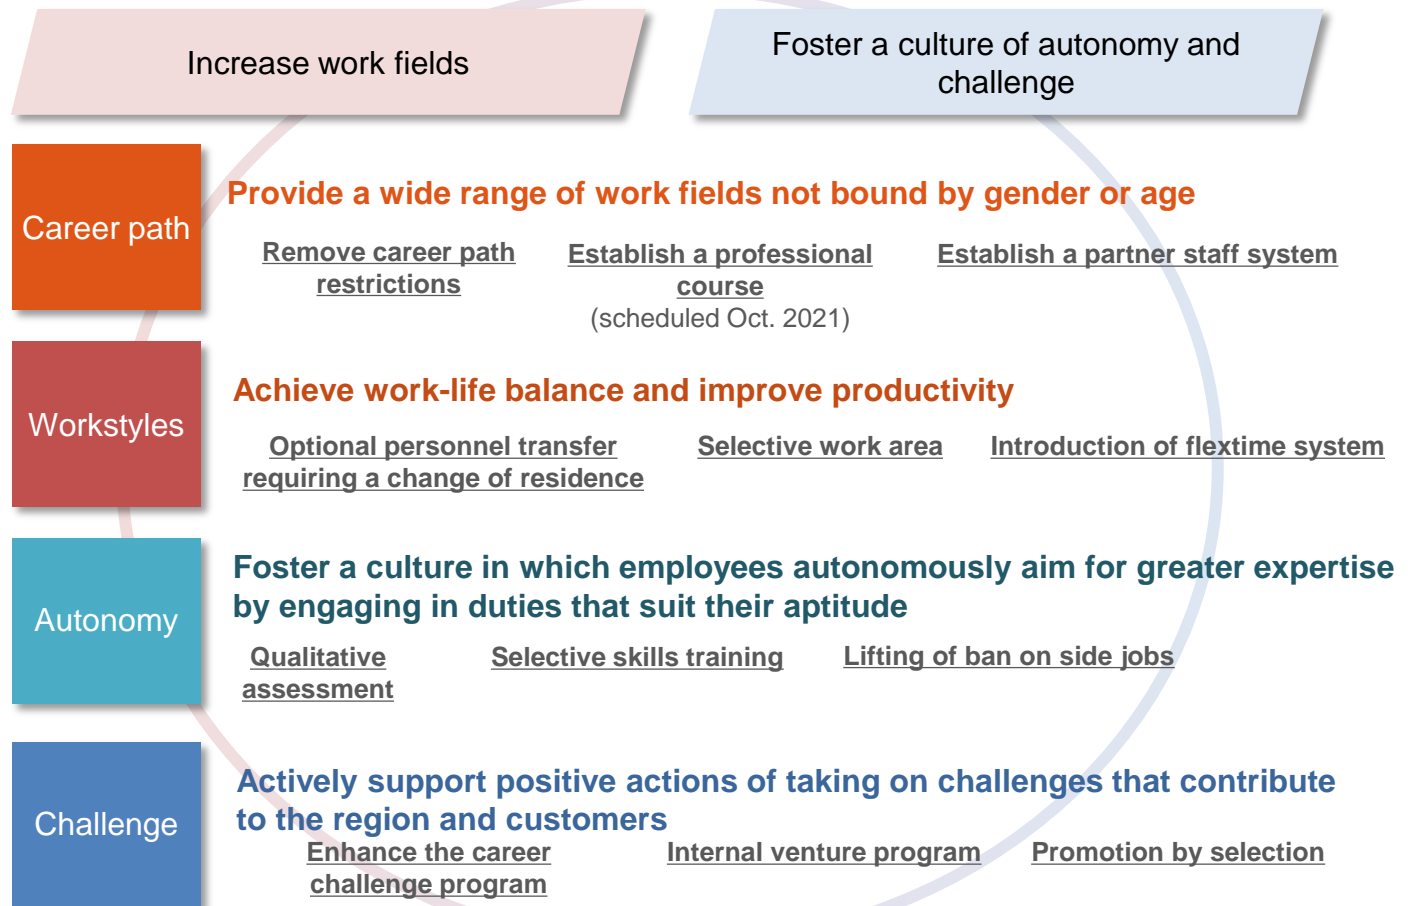 Increase work fields
Foster a culture of autonomy and
challenge
Career path
Provide a wide range of work fields not bound by gender or age
Remove career path
restrictions
Establish a professional
course
(scheduled Oct. 2021)
Establish a partner staff system
Workstyles
Achieve work-life balance and improve productivity
Optional personnel transfer
requiring a change of residence
Selective work area
Introduction of flextime system
Autonomy
Foster a culture in which employees autonomously aim for greater expertise
by engaging in duties that suit their aptitude
Qualitative
assessment
Selective skills training
Lifting of ban on side jobs
Challenge
Actively support positive actions of taking on challenges that contribute
to the region and customers
Enhance the career
challenge program
Internal venture program
Promotion by selection